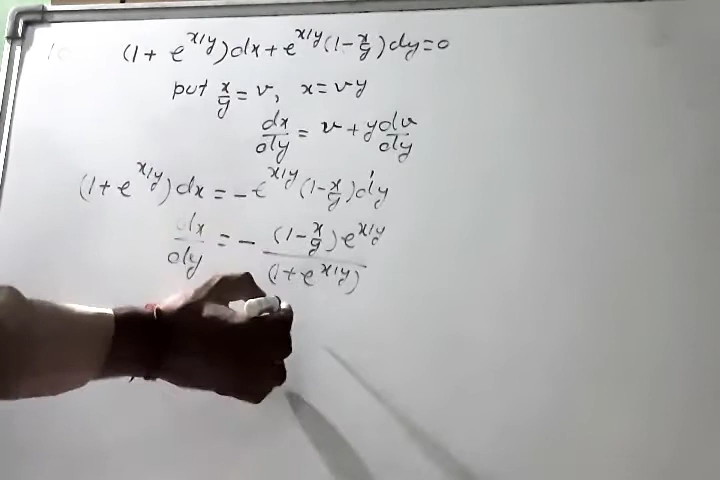 (1 + e^{x/y})dx + e^{x/y}(1 - x/y)dy = 0
put x/y = v, x = vy
dx/dy = v + y dv/dy
(1 + e^{x/y})dx = - e^{x/y}(1 - x/y)dy
dx/dy = - (1 - x/y)e^{x/y} / (1 + e^{x/y})